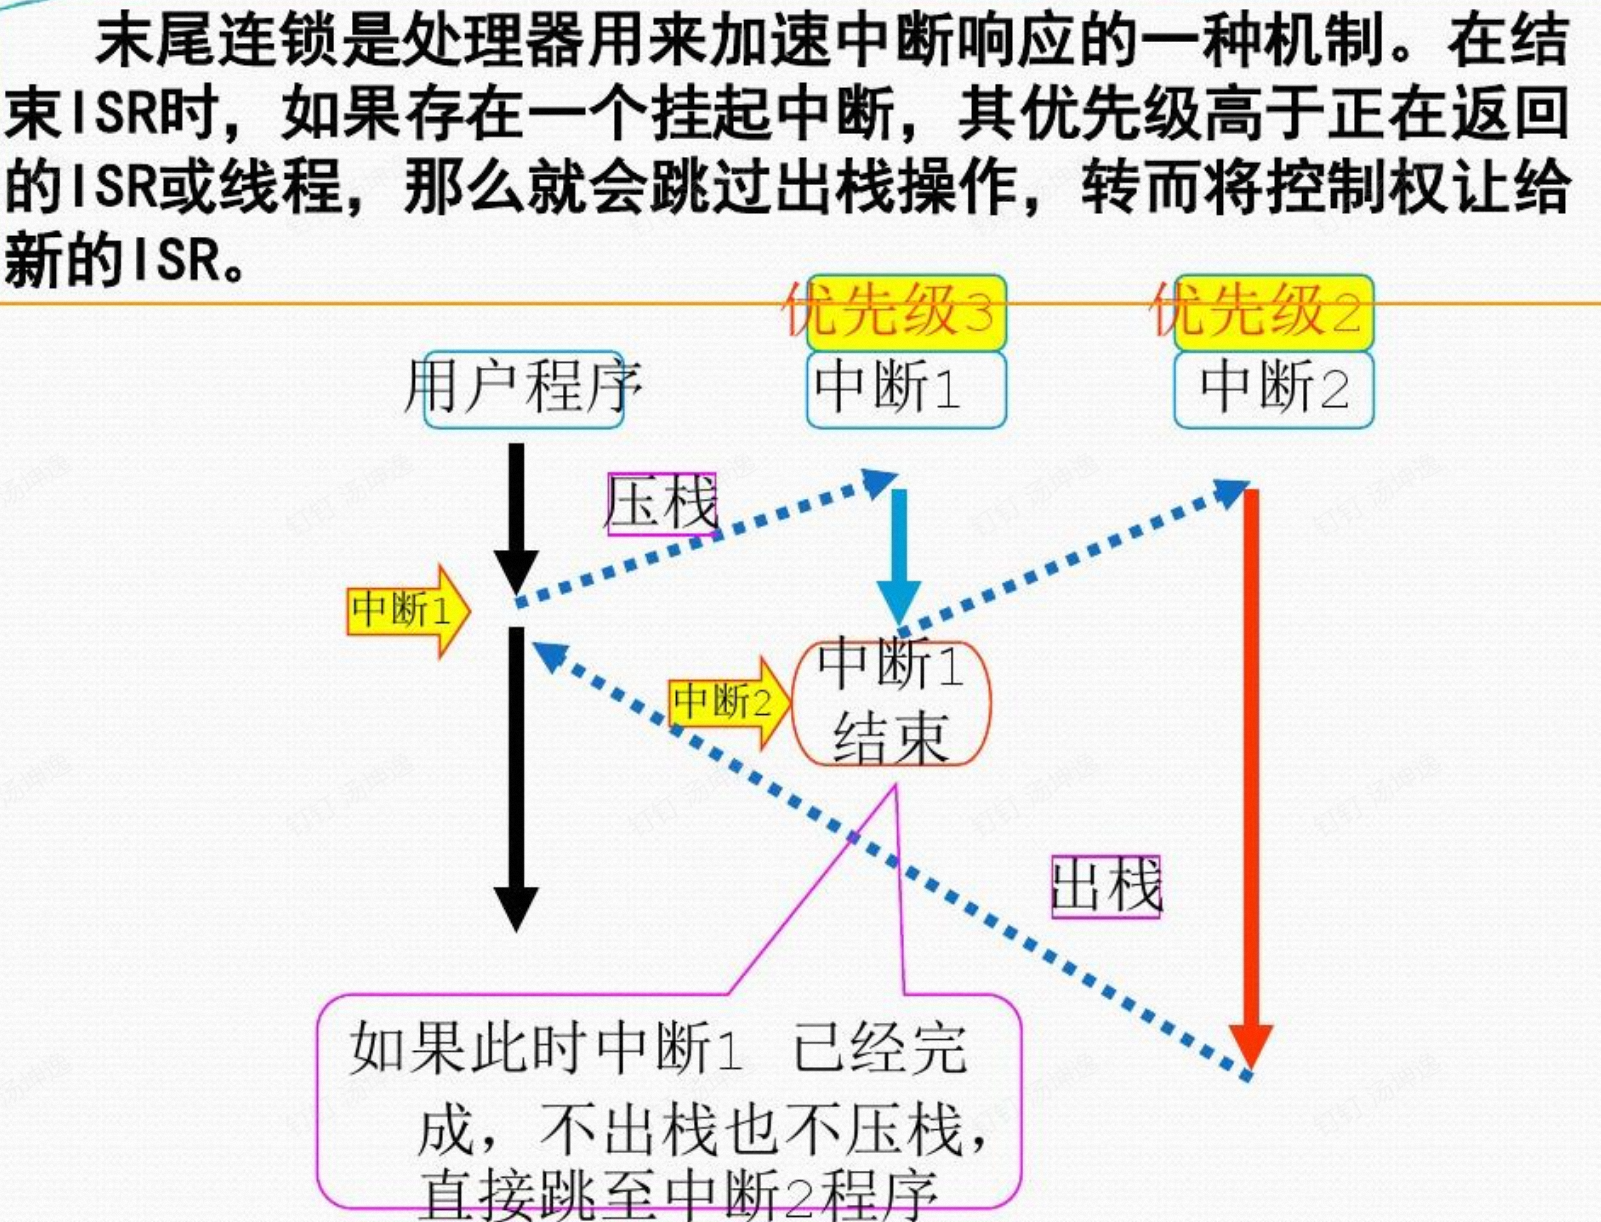 末尾连锁是处理器用来加速中断响应的一种机制。在结
束ISR时，如果存在一个挂起中断，其优先级高于正在返回
的ISR或线程，那么就会跳过出栈操作，转而将控制权让给
新的ISR。
优先级3
优先级2
用户程序
中断1
中断2
压栈
中断1
中断2
中断1
结束
出栈
如果此时中断1 已经完
成，不出栈也不压栈，
直接跳至中断2程序